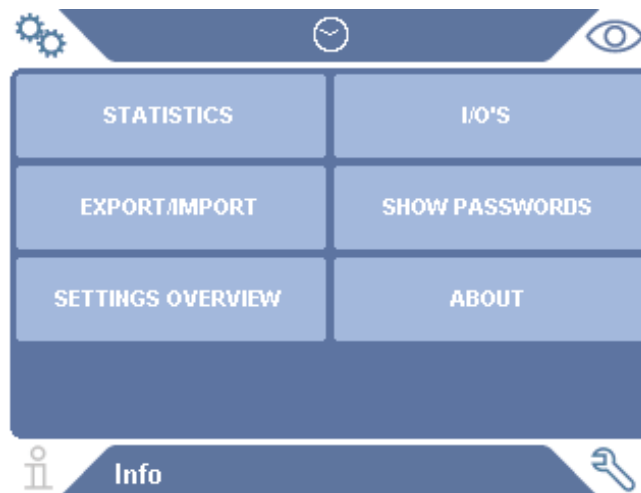 STATISTICS
I/O'S
EXPORT/IMPORT
SHOW PASSWORDS
SETTINGS OVERVIEW
ABOUT
Info